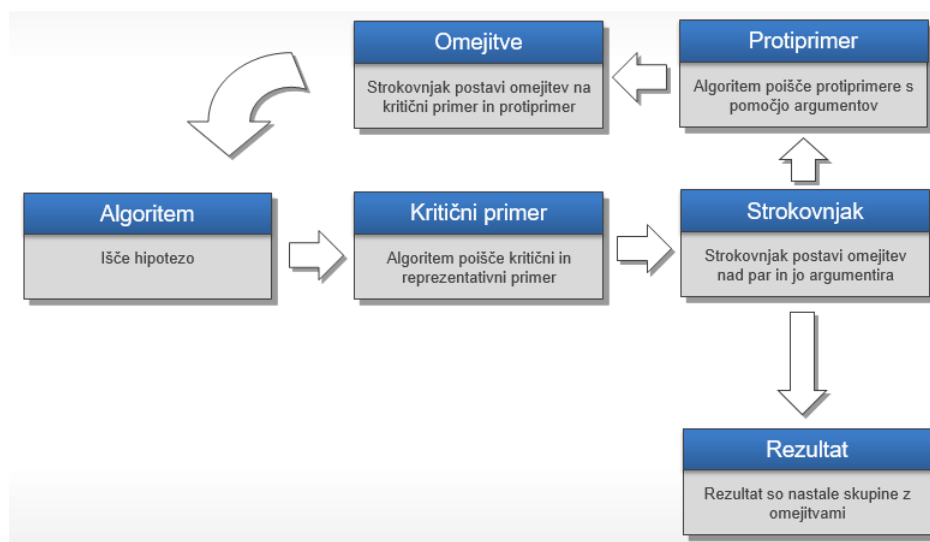 Omejitve
Strokovnjak postavi omejitev na
kritični primer in protiprimer
Protiprimer
Algoritem poišče protiprimere s
pomočjo argumentov
Algoritem
Išče hipotezo
Kritični primer
Algoritem poišče kritični in
reprezentativni primer
Strokovnjak
Strokovnjak postavi omejitev
nad par in jo argumentira
Rezultat
Rezultat so nastale skupine z
omejitvami